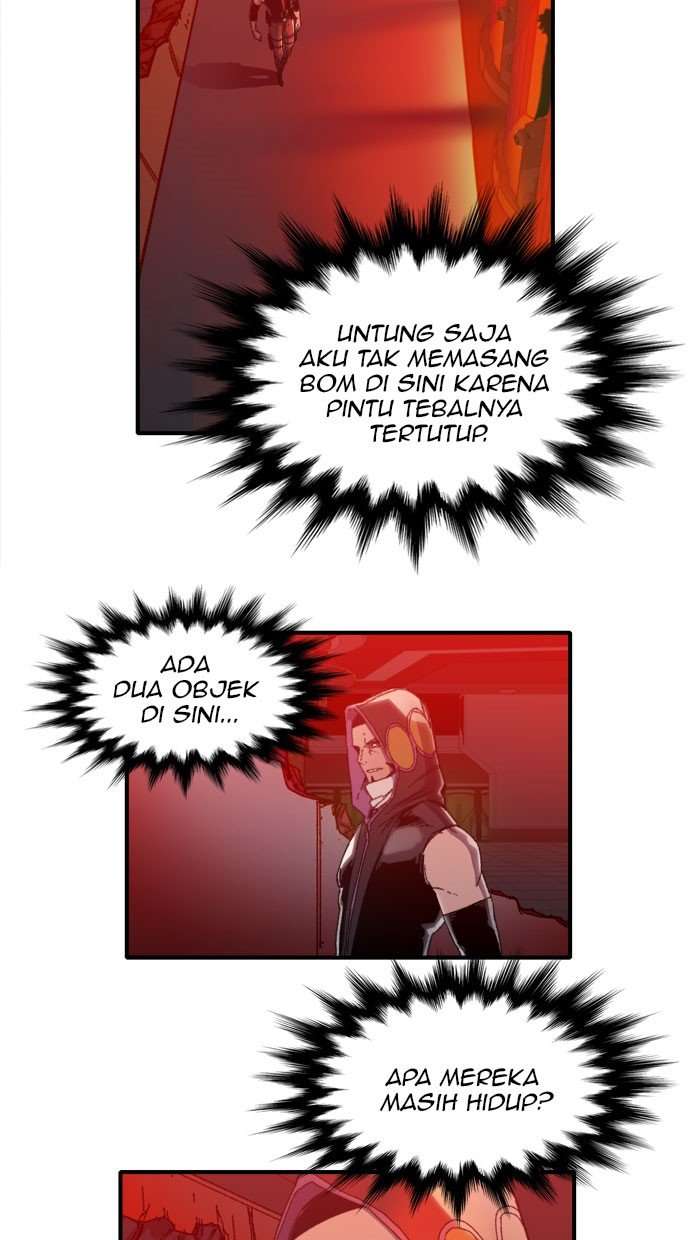 UNTUNG SAJA
AKU TAK MEMASANG
BOM DI SINI KARENA
PINTU TEBALNYA
TERTUTUP.
ADA
DUA OBJEK
DI SINI...
APA MEREKA
MASIH HIDUP?